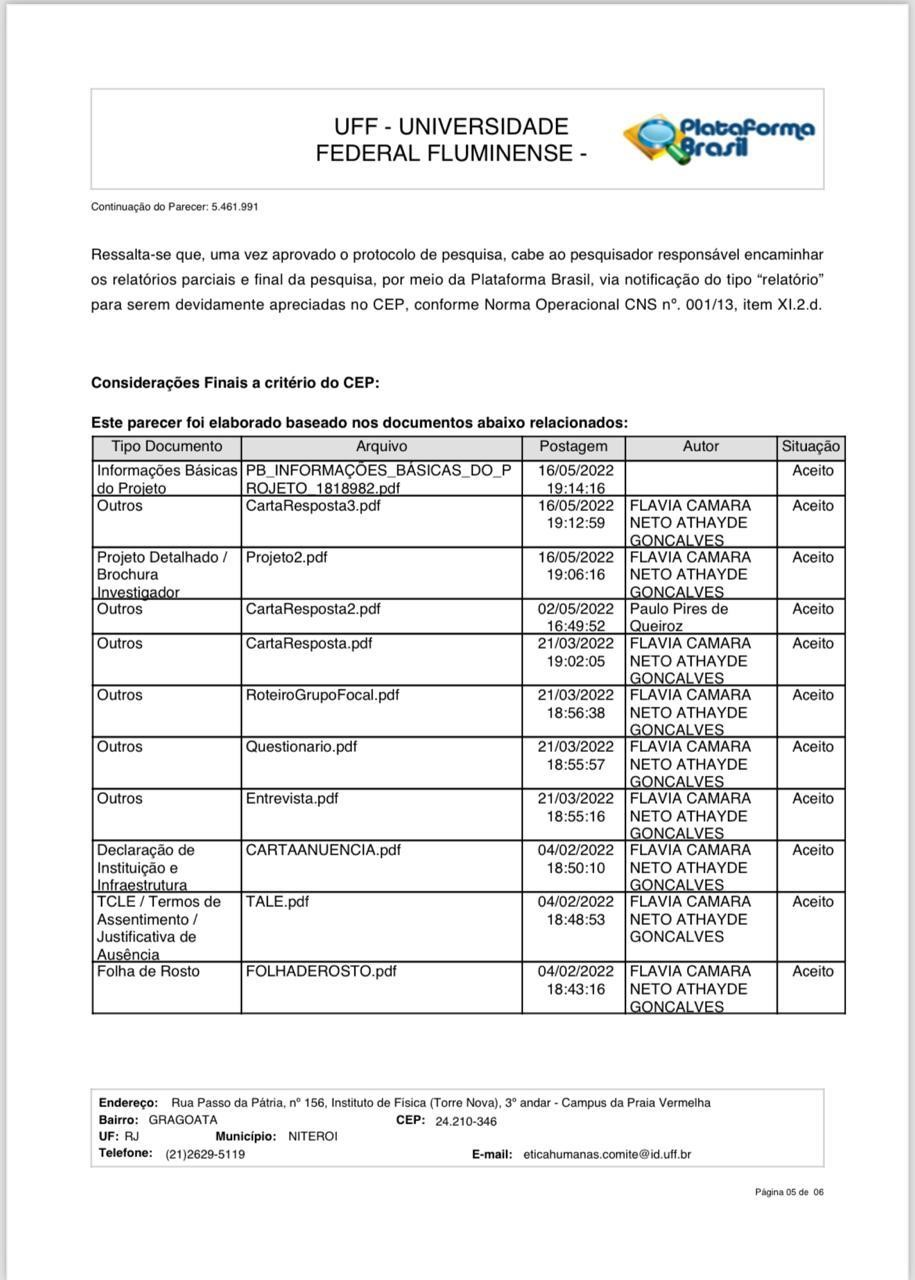 UFF - UNIVERSIDADE
FEDERAL FLUMINENSE -
Plataforma
Brasil
Continuação do Parecer: 5.461.991
Ressalta-se que, uma vez aprovado o protocolo de pesquisa, cabe ao pesquisador responsável encaminhar
os relatórios parciais e final da pesquisa, por meio da Plataforma Brasil, via notificação do tipo “relatório”
para serem devidamente apreciadas no CEP, conforme Norma Operacional CNS nº. 001/13, item XI.2.d.
Considerações Finais a critério do CEP:
Este parecer foi elaborado baseado nos documentos abaixo relacionados:
Tipo Documento Arquivo Postagem Autor Situação
Informações Básicas PB_INFORMAÇÕES_BÁSICAS_DO_P 16/05/2022 Aceito
do Projeto ROJETO_1818982.pdf 19:14:16
Outros CartaResposta3.pdf 16/05/2022 FLAVIA CAMARA Aceito
19:12:59 NETO ATHAYDE
GONCALVES
Projeto Detalhado / Projeto2.pdf 16/05/2022 FLAVIA CAMARA Aceito
Brochura 19:06:16 NETO ATHAYDE
Investigador GONCALVES
Outros CartaResposta2.pdf 02/05/2022 Paulo Pires de Aceito
16:49:52 Queiroz
Outros CartaResposta.pdf 21/03/2022 FLAVIA CAMARA Aceito
19:02:05 NETO ATHAYDE
GONCALVES
Outros RoteiroGrupoFocal.pdf 21/03/2022 FLAVIA CAMARA Aceito
18:56:38 NETO ATHAYDE
GONCALVES
Outros Questionario.pdf 21/03/2022 FLAVIA CAMARA Aceito
18:55:57 NETO ATHAYDE
GONCALVES
Outros Entrevista.pdf 21/03/2022 FLAVIA CAMARA Aceito
18:55:16 NETO ATHAYDE
GONCALVES
Declaração de CARTAANUENCIA.pdf 04/02/2022 FLAVIA CAMARA Aceito
Instituição e 18:50:10 NETO ATHAYDE
Infraestrutura GONCALVES
TCLE / Termos de TALE.pdf 04/02/2022 FLAVIA CAMARA Aceito
Assentimento / 18:48:53 NETO ATHAYDE
Justificativa de GONCALVES
Ausência
Folha de Rosto FOLHADEROSTO.pdf 04/02/2022 FLAVIA CAMARA Aceito
18:43:16 NETO ATHAYDE
GONCALVES
Endereço: Rua Passo da Pátria, nº 156, Instituto de Física (Torre Nova), 3º andar - Campus da Praia Vermelha
Bairro: GRAGOATA CEP: 24.210-346
UF: RJ Município: NITEROI
Telefone: (21)2629-5119 E-mail: eticahumanas.comite@id.uff.br
Página 05 de 06